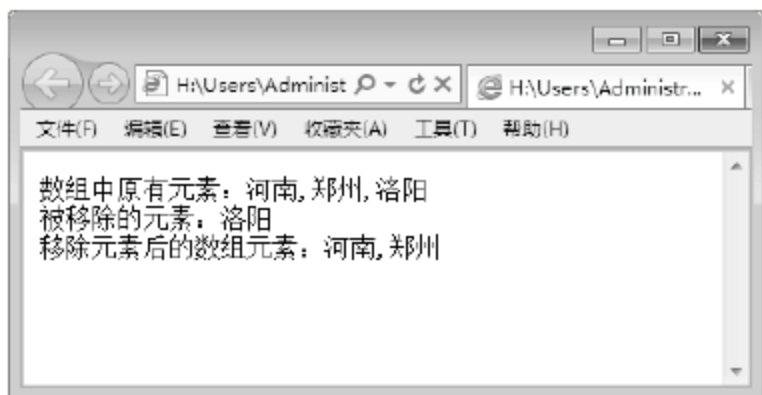 H:\Users\Administ
H:\Users\Administr...
文件(F) 编辑(E) 查看(V) 收藏夹(A) 工具(T) 帮助(H)
数组中原有元素：河南,郑州,洛阳
被移除的元素：洛阳
移除元素后的数组元素：河南,郑州